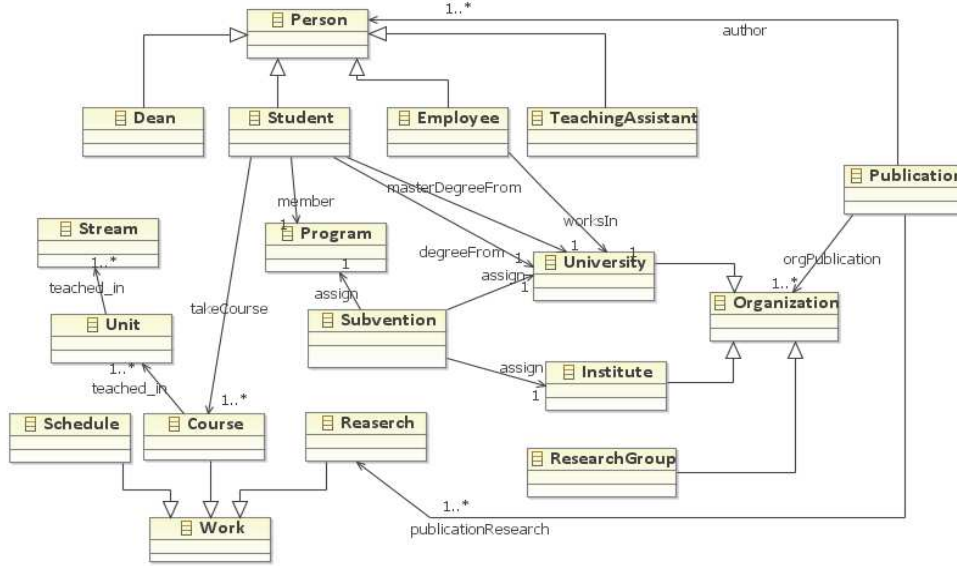 Person
1..*
author
Dean
Student
Employee
TeachingAssistant
Publication
masterDegreeFrom
member
worksIn
1
Stream
Program
degreeFrom
1
1
1
University
1..*
1
assign
1
orgPublication
teached_in
assign
1..*
Organization
takeCourse
Unit
Subvention
1..*
assign
Institute
teached_in
1
1..*
Schedule
Course
Reaserch
ResearchGroup
1..*
Work
publicationResearch